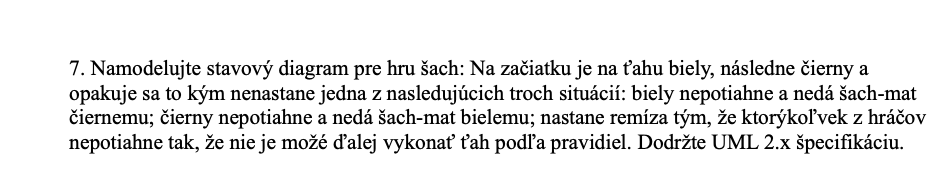 7. Namodelujte stavový diagram pre hru šach: Na začiatku je na ťahu biely, následne čierny a
opakuje sa to kým nenastane jedna z nasledujúcich troch situácií: biely nepotiahne a nedá šach-mat
čiernemu; čierny nepotiahne a nedá šach-mat bielemu; nastane remíza tým, že ktorýkoľvek z hráčov
nepotiahne tak, že nie je možé ďalej vykonať ťah podľa pravidiel. Dodržte UML 2.x špecifikáciu.